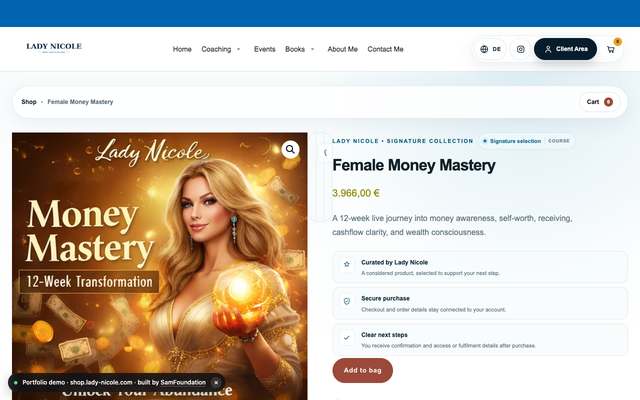 LADY NICOLE
Home
Coaching
Events
Books
About Me
Contact Me
DE
Client Area
0
Shop • Female Money Mastery
Cart 0
Lady Nicole
Money
Mastery
12-Week Transformation
Unlock Your Abundance
LADY NICOLE • SIGNATURE COLLECTION
Signature selection
COURSE
Female Money Mastery
3.966,00 €
A 12-week live journey into money awareness, self-worth, receiving,
cashflow clarity, and wealth consciousness.
Curated by Lady Nicole
A considered product, selected to support your next step.
Secure purchase
Checkout and order details stay connected to your account.
Clear next steps
You receive confirmation and access or fulfilment details after purchase.
Add to bag
Portfolio demo · shop.lady-nicole.com · built by SamFoundation ×